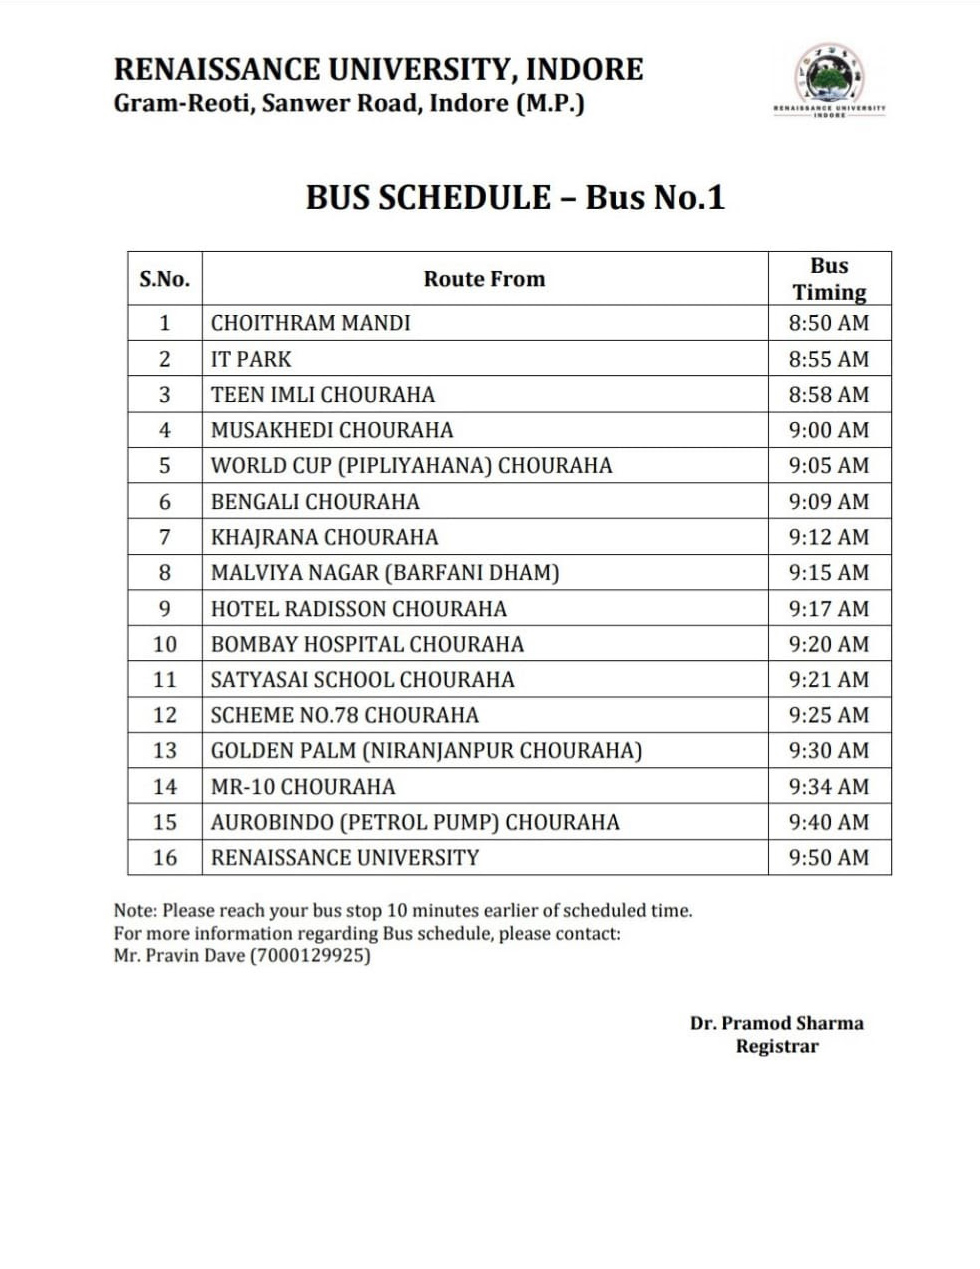 RENAISSANCE UNIVERSITY, INDORE
Gram-Reoti, Sanwer Road, Indore (M.P.)
RENAISSANCE UNIVERSITY
INDORE
BUS SCHEDULE – Bus No.1
S.No. Route From Bus Timing
1 CHOITHRAM MANDI 8:50 AM
2 IT PARK 8:55 AM
3 TEEN IMLI CHOURAHA 8:58 AM
4 MUSAKHEDI CHOURAHA 9:00 AM
5 WORLD CUP (PIPLIYAHANA) CHOURAHA 9:05 AM
6 BENGALI CHOURAHA 9:09 AM
7 KHAJRANA CHOURAHA 9:12 AM
8 MALVIYA NAGAR (BARFANI DHAM) 9:15 AM
9 HOTEL RADISSON CHOURAHA 9:17 AM
10 BOMBAY HOSPITAL CHOURAHA 9:20 AM
11 SATYASAI SCHOOL CHOURAHA 9:21 AM
12 SCHEME NO.78 CHOURAHA 9:25 AM
13 GOLDEN PALM (NIRANJANPUR CHOURAHA) 9:30 AM
14 MR-10 CHOURAHA 9:34 AM
15 AUROBINDO (PETROL PUMP) CHOURAHA 9:40 AM
16 RENAISSANCE UNIVERSITY 9:50 AM
Note: Please reach your bus stop 10 minutes earlier of scheduled time.
For more information regarding Bus schedule, please contact:
Mr. Pravin Dave (7000129925)
Dr. Pramod Sharma
Registrar